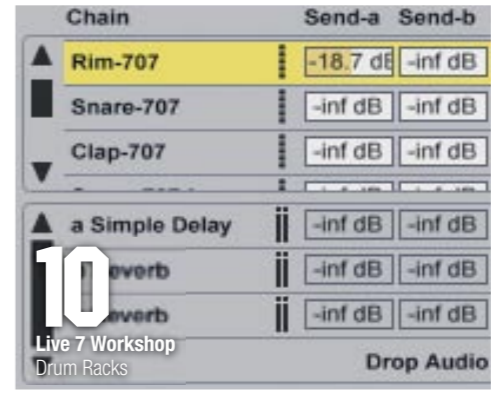 Chain Send-a Send-b
Rim-707 -18.7 dB -inf dB
Snare-707 -inf dB -inf dB
Clap-707 -inf dB -inf dB
a Simple Delay -inf dB -inf dB
-inf dB -inf dB
-inf dB -inf dB
10
Live 7 Workshop
Drum Racks
Drop Audio